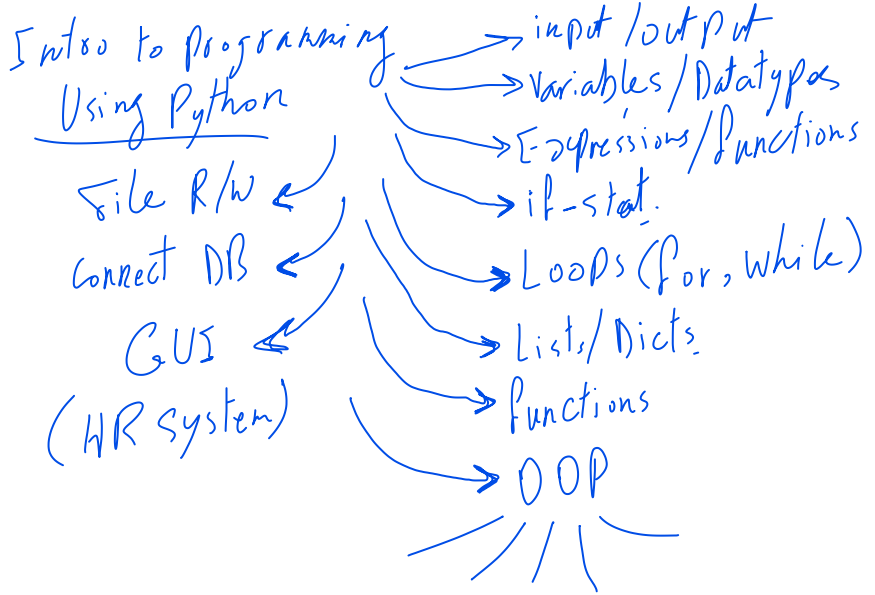 Intro to programming
Using Python
input/output
variables/Datatypes
Expressions/functions
if-stat.
Loops(for, while)
Lists/Dicts
functions
OOP
File R/W
Connect DB
GUI
(HR system)